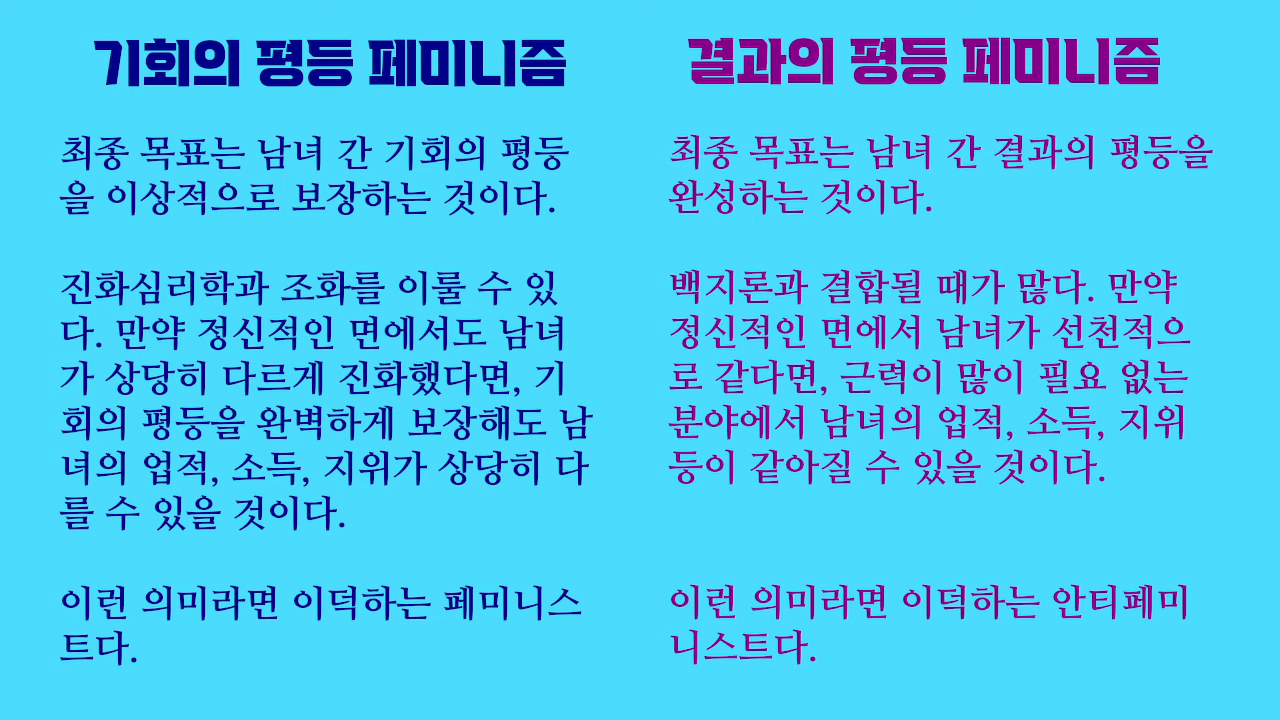 기회의 평등 페미니즘
최종 목표는 남녀 간 기회의 평등
을 이상적으로 보장하는 것이다.
진화심리학과 조화를 이룰 수 있
다. 만약 정신적인 면에서도 남녀
가 상당히 다르게 진화했다면, 기
회의 평등을 완벽하게 보장해도 남
녀의 업적, 소득, 지위가 상당히 다
를 수 있을 것이다.
이런 의미라면 이덕하는 페미니스
트다.
결과의 평등 페미니즘
최종 목표는 남녀 간 결과의 평등을
완성하는 것이다.
백지론과 결합될 때가 많다. 만약
정신적인 면에서 남녀가 선천적으
로 같다면, 근력이 많이 필요 없는
분야에서 남녀의 업적, 소득, 지위
등이 같아질 수 있을 것이다.
이런 의미라면 이덕하는 안티페미
니스트다.